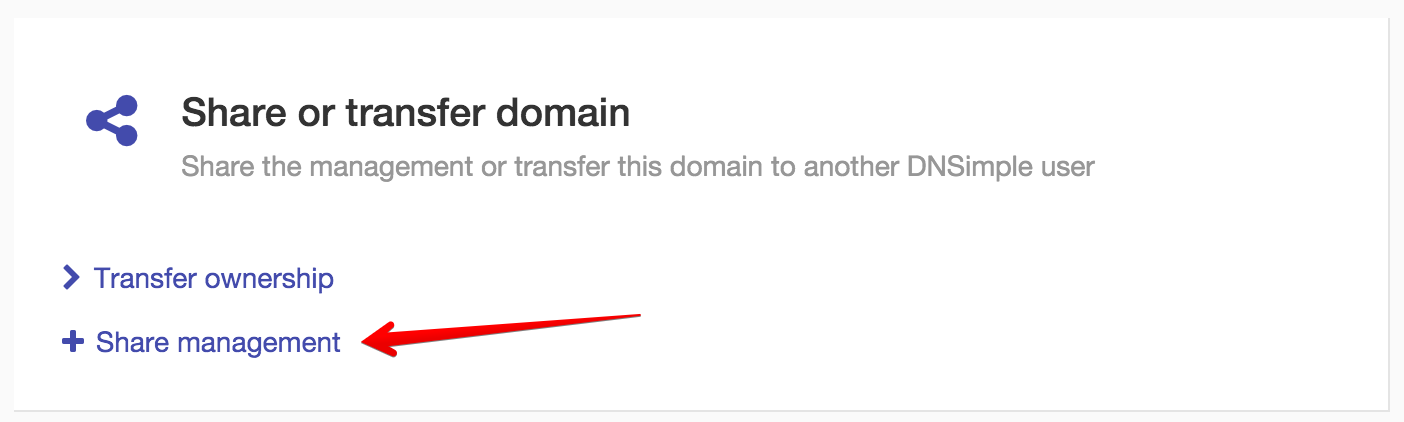 Share or transfer domain
Share the management or transfer this domain to another DNSimple user
Transfer ownership
Share management